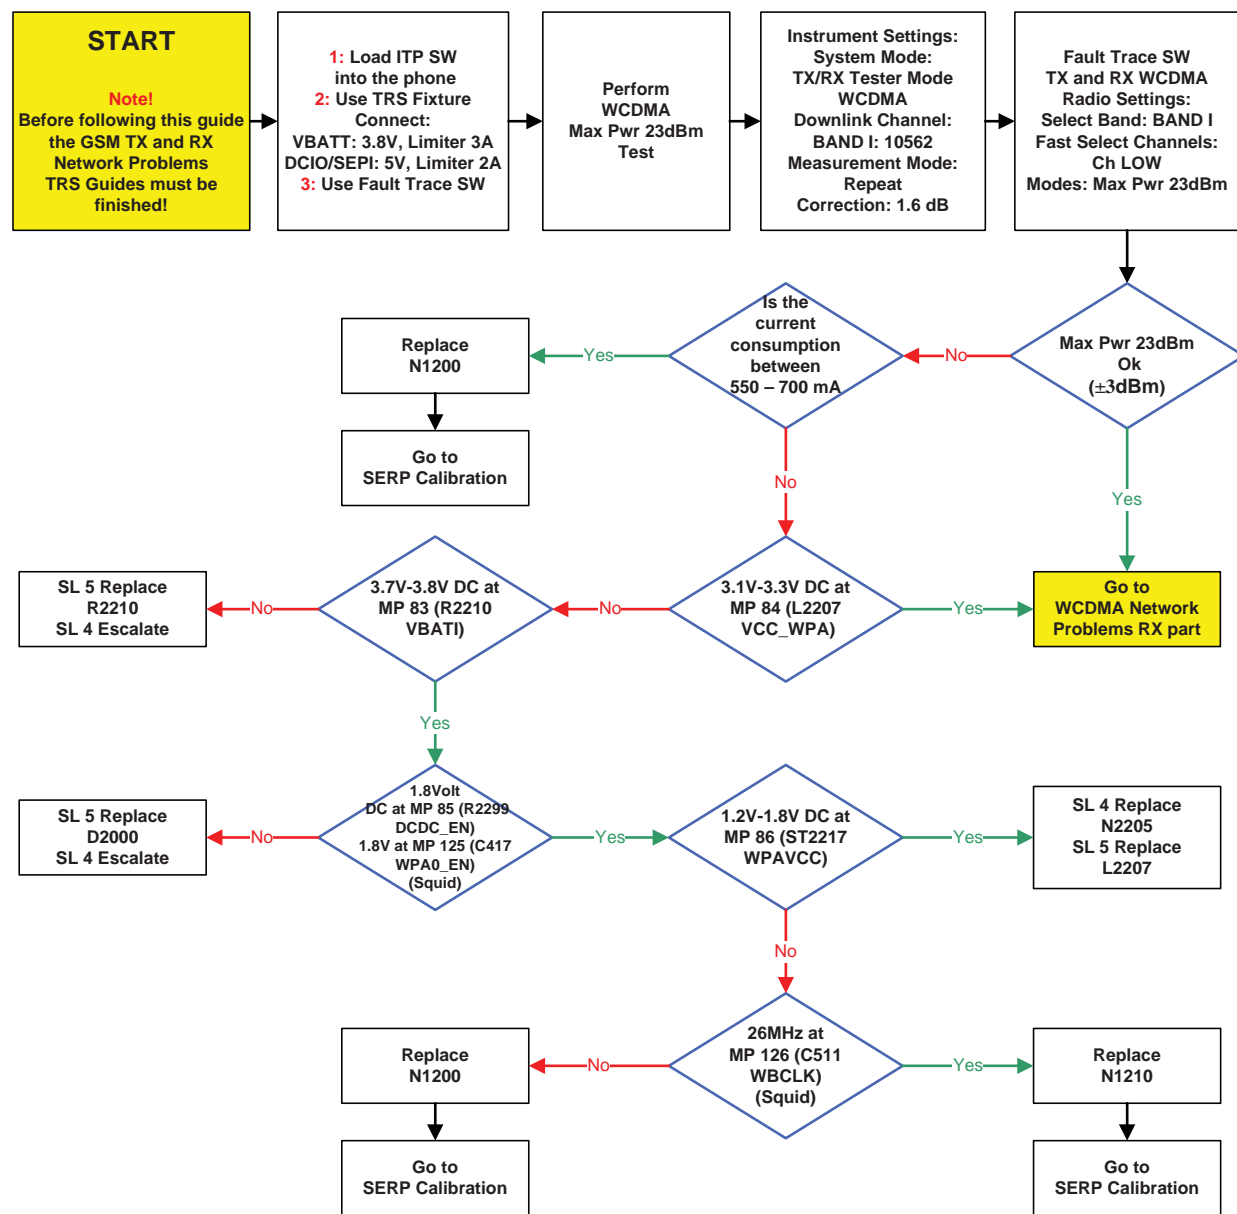 START
Note!
Before following this guide
the GSM TX and RX
Network Problems
TRS Guides must be
finished!
1: Load ITP SW
into the phone
2: Use TRS Fixture
Connect:
VBATT: 3.8V, Limiter 3A
DCIO/SEPI: 5V, Limiter 2A
3: Use Fault Trace SW
Perform
WCDMA
Max Pwr 23dBm
Test
Instrument Settings:
System Mode:
TX/RX Tester Mode
WCDMA
Downlink Channel:
BAND I: 10562
Measurement Mode:
Repeat
Correction: 1.6 dB
Fault Trace SW
TX and RX WCDMA
Radio Settings:
Select Band: BAND I
Fast Select Channels:
Ch LOW
Modes: Max Pwr 23dBm
Max Pwr 23dBm
Ok
(±3dBm)
No
Yes
Is the
current
consumption
between
550 – 700 mA
Yes
No
Replace
N1200
Go to
SERP Calibration
3.1V-3.3V DC at
MP 84 (L2207
VCC_WPA)
Yes
No
Go to
WCDMA Network
Problems RX part
3.7V-3.8V DC at
MP 83 (R2210
VBATI)
No
Yes
SL 5 Replace
R2210
SL 4 Escalate
1.8Volt
DC at MP 85 (R2299
DCDC_EN)
1.8V at MP 125 (C417
WPA0_EN)
(Squid)
No
Yes
SL 5 Replace
D2000
SL 4 Escalate
1.2V-1.8V DC at
MP 86 (ST2217
WPAVCC)
Yes
No
SL 4 Replace
N2205
SL 5 Replace
L2207
26MHz at
MP 126 (C511
WBCLK)
(Squid)
No
Yes
Replace
N1200
Go to
SERP Calibration
Replace
N1210
Go to
SERP Calibration